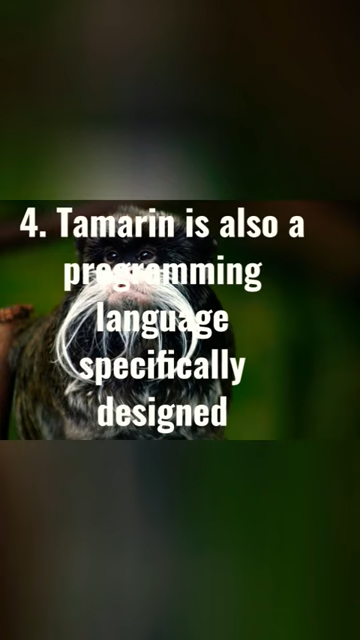 4. Tamarin is also a
programming
language
specifically
designed